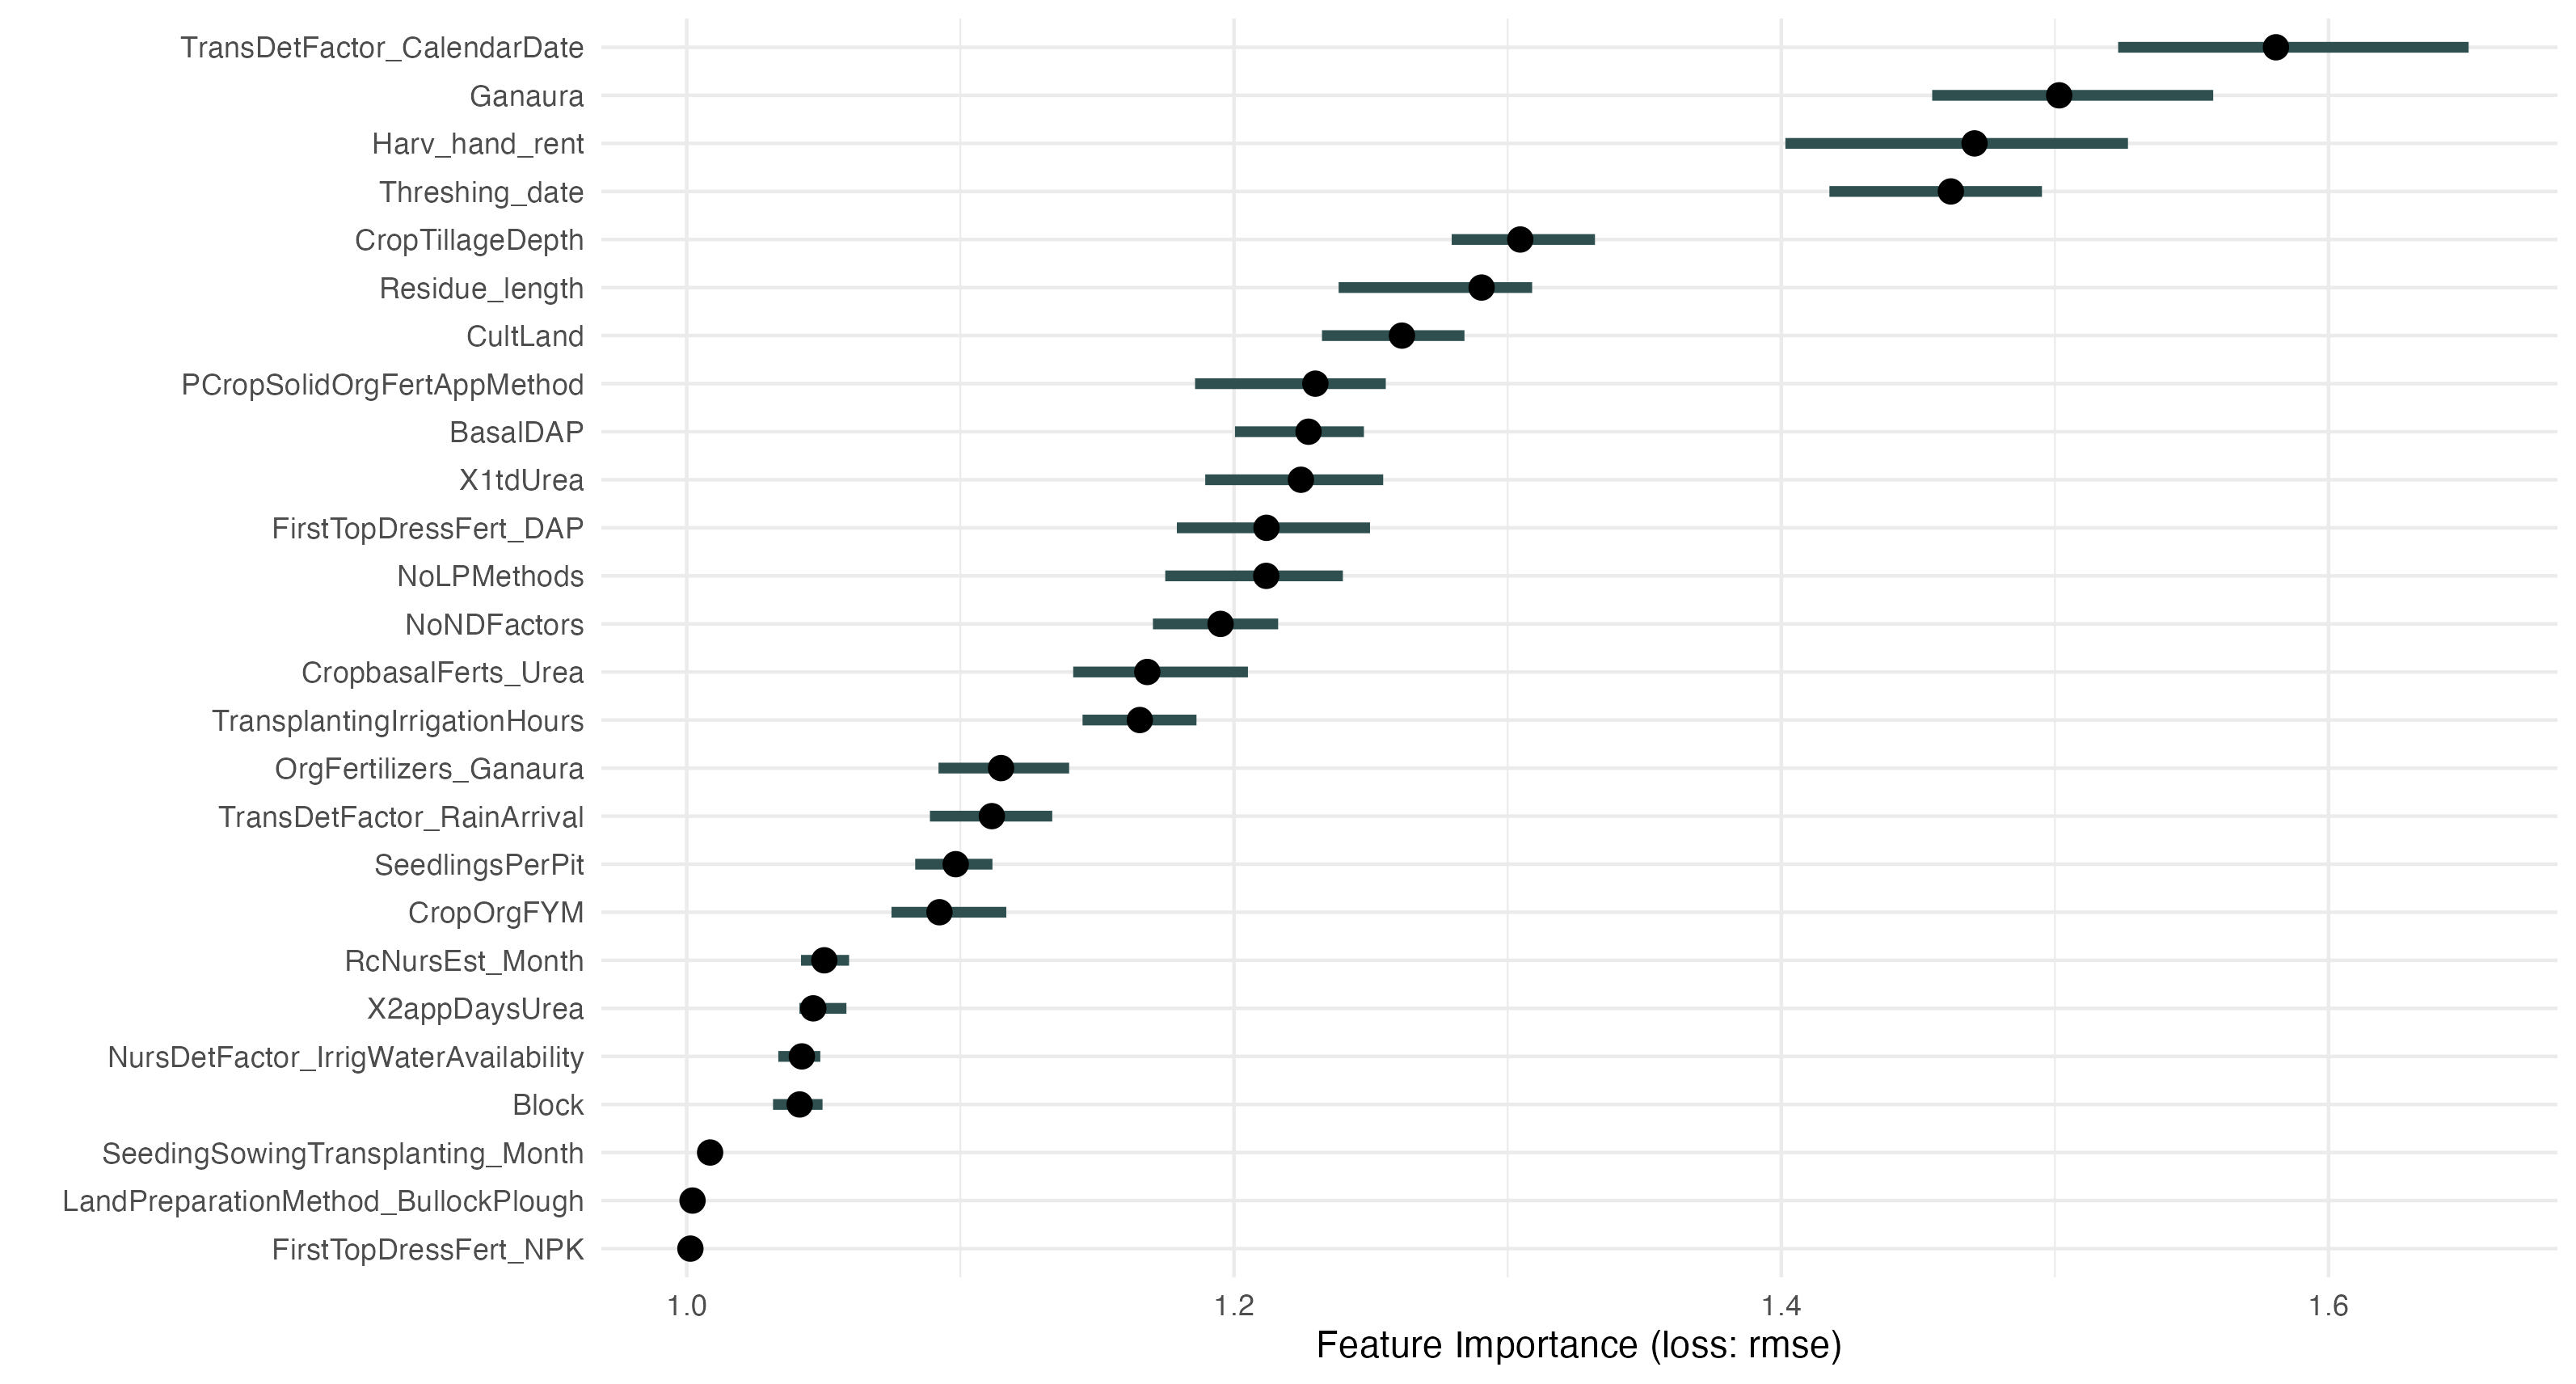 TransDetFactor_CalendarDate
Ganaura
Harv_hand_rent
Threshing_date
CropTillageDepth
Residue_length
CultLand
PCropSolidOrgFertAppMethod
BasalDAP
X1tdUrea
FirstTopDressFert_DAP
NoLPMethods
NoNDFactors
CropbasalFerts_Urea
TransplantingIrrigationHours
OrgFertilizers_Ganaura
TransDetFactor_RainArrival
SeedlingsPerPit
CropOrgFYM
RcNursEst_Month
X2appDaysUrea
NursDetFactor_IrrigWaterAvailability
Block
SeedingSowingTransplanting_Month
LandPreparationMethod_BullockPlough
FirstTopDressFert_NPK
1.0 1.2 1.4 1.6
Feature Importance (loss: rmse)